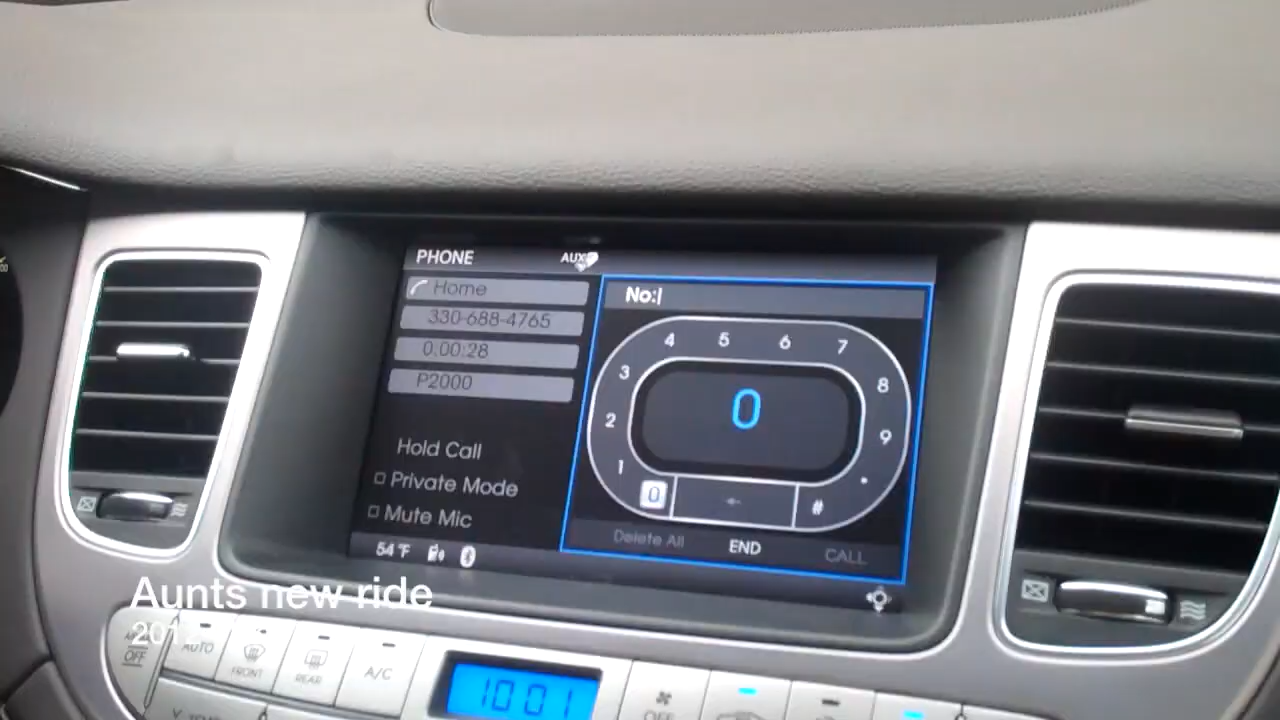 PHONE
AUX
Home
330-688-4765
0:00:28
P2000
Hold Call
Private Mode
Mute Mic
54°F
No:
4 5 6 7
3 8
2 9
1
0
0 #
Delete All END CALL
Aunts new ride
OFF
AUTO
FRONT
REAR
A/C
10:01
OFF